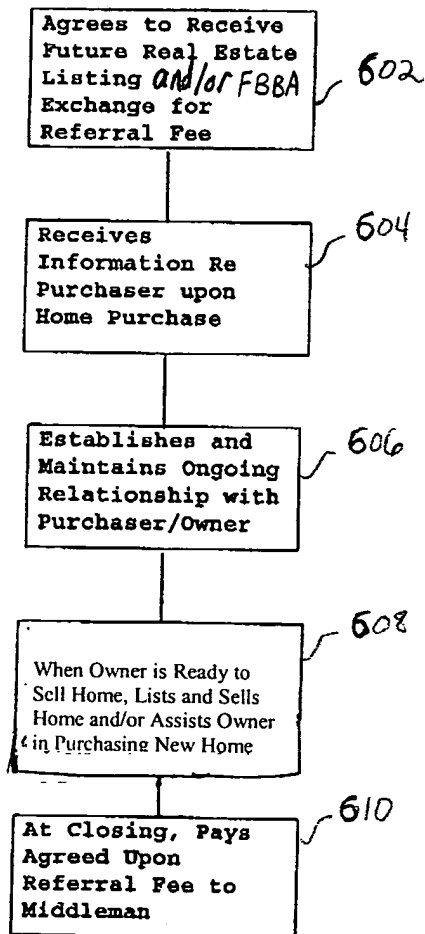 Agrees to Receive
Future Real Estate
Listing and/or FBBA
Exchange for
Referral Fee
602
Receives
Information Re
Purchaser upon
Home Purchase
604
Establishes and
Maintains Ongoing
Relationship with
Purchaser/Owner
606
When Owner is Ready to
Sell Home, Lists and Sells
Home and/or Assists Owner
in Purchasing New Home
608
At Closing, Pays
Agreed Upon
Referral Fee to
Middleman
610